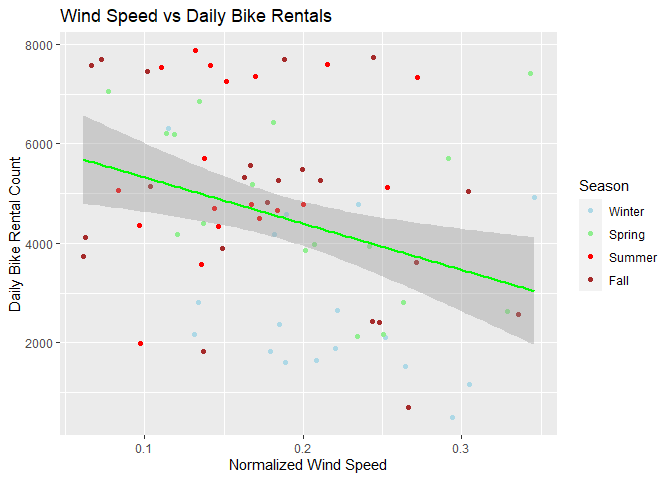 Wind Speed vs Daily Bike Rentals
8000
6000
4000
2000
Daily Bike Rental Count
0.1
0.2
0.3
Normalized Wind Speed
Season
Winter
Spring
Summer
Fall